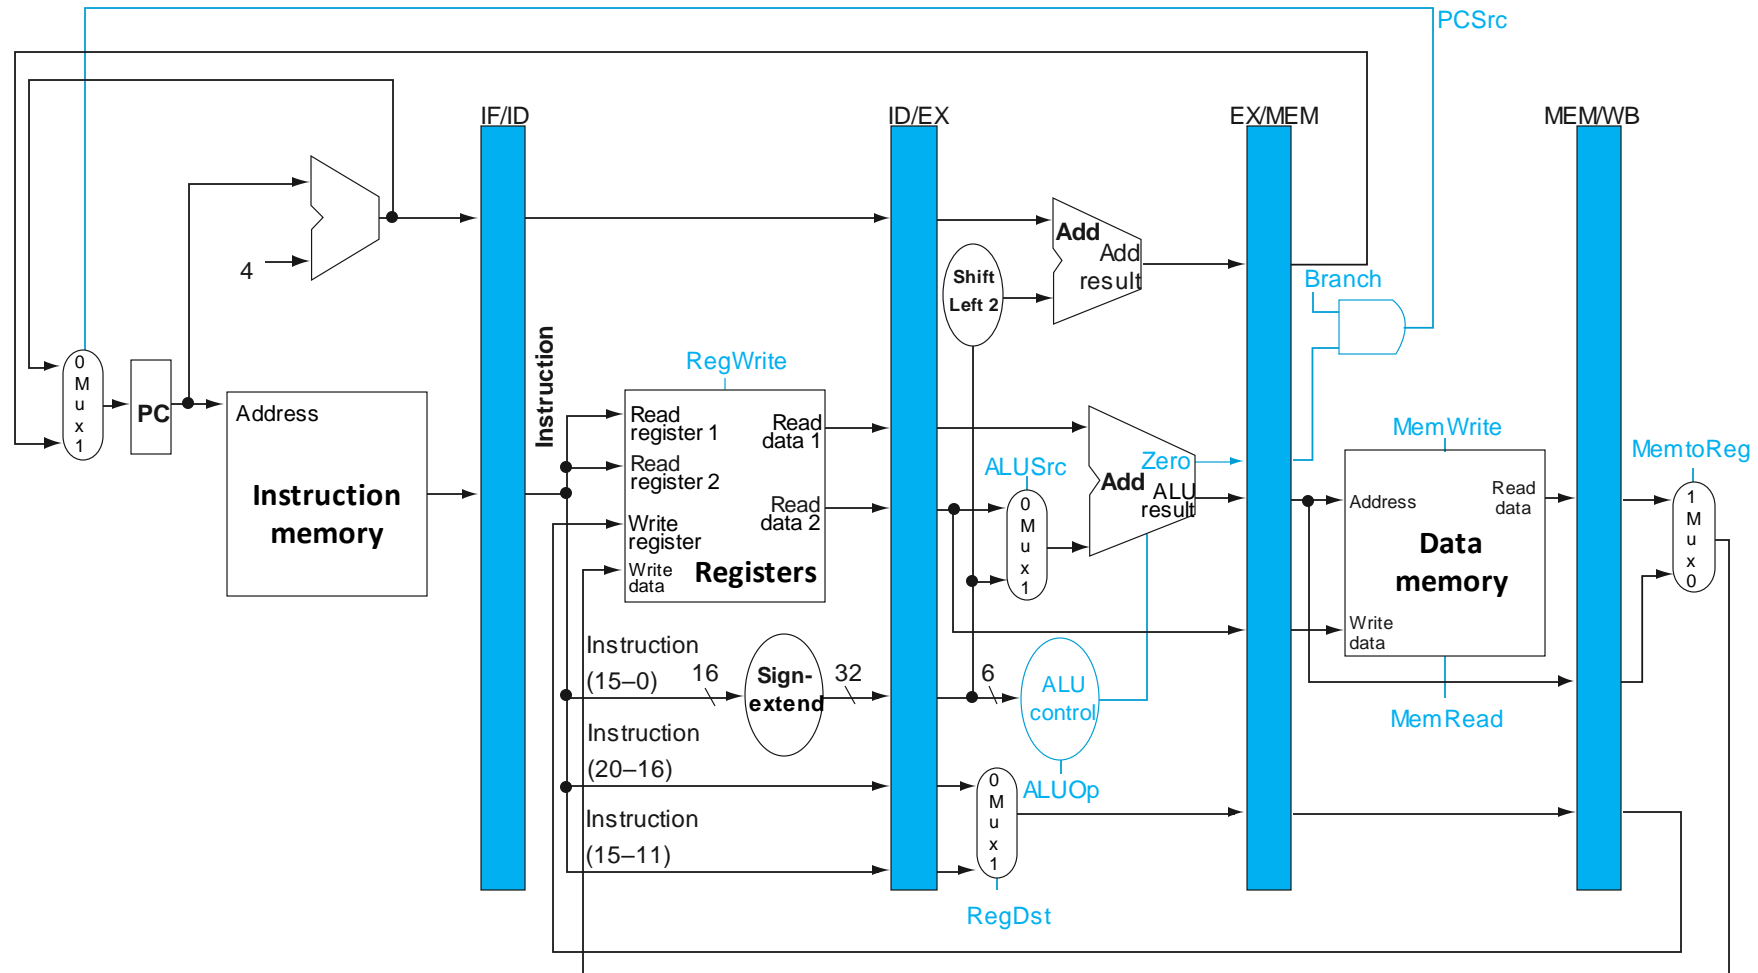 PCSrc
IF/ID
ID/EX
EX/MEM
MEM/WB
4
Add
Add
result
Shift
Left 2
Branch
0
M
u
x
1
PC
Address
Instruction
memory
Instruction
RegWrite
Read
register 1
Read
register 2
Write
register
Write
data
Read
data 1
Read
data 2
Registers
ALUSrc
0
M
u
x
1
Zero
Add
ALU
result
MemWrite
Address
Read
data
Data
memory
Write
data
MemRead
MemtoReg
1
M
u
x
0
Instruction
(15–0)
16
Sign-
extend
32
6
ALU
control
ALUOp
Instruction
(20–16)
Instruction
(15–11)
0
M
u
x
1
RegDst